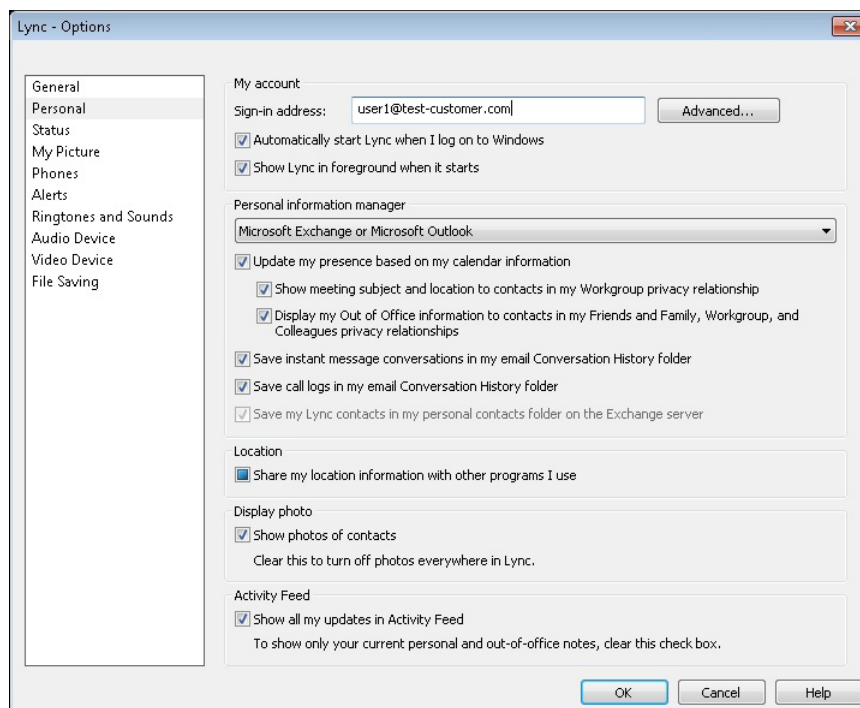 Lync - Options
General
Personal
Status
My Picture
Phones
Alerts
Ringtones and Sounds
Audio Device
Video Device
File Saving
My account
Sign-in address: user1@test-customer.com Advanced...
Automatically start Lync when I log on to Windows
Show Lync in foreground when it starts
Personal information manager
Microsoft Exchange or Microsoft Outlook
Update my presence based on my calendar information
Show meeting subject and location to contacts in my Workgroup privacy relationship
Display my Out of Office information to contacts in my Friends and Family, Workgroup, and
Colleagues privacy relationships
Save instant message conversations in my email Conversation History folder
Save call logs in my email Conversation History folder
Save my Lync contacts in my personal contacts folder on the Exchange server
Location
Share my location information with other programs I use
Display photo
Show photos of contacts
Clear this to turn off photos everywhere in Lync.
Activity Feed
Show all my updates in Activity Feed
To show only your current personal and out-of-office notes, clear this check box.
OK Cancel Help